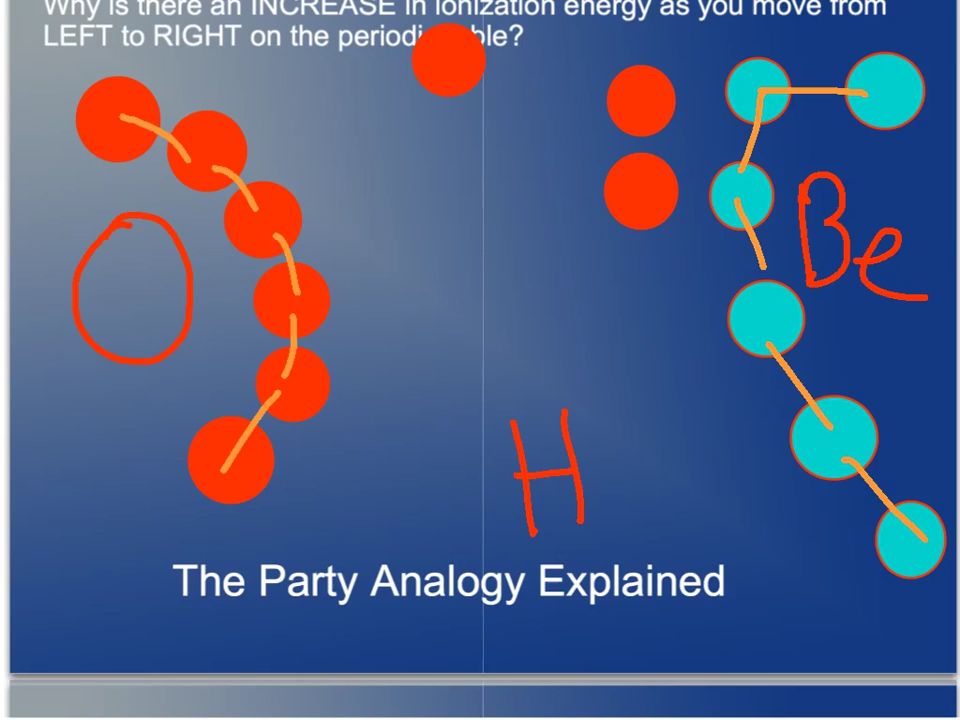 Why is there an INCREASE in ionization energy as you move from
LEFT to RIGHT on the
Be
O
H
The Party Analogy Explained